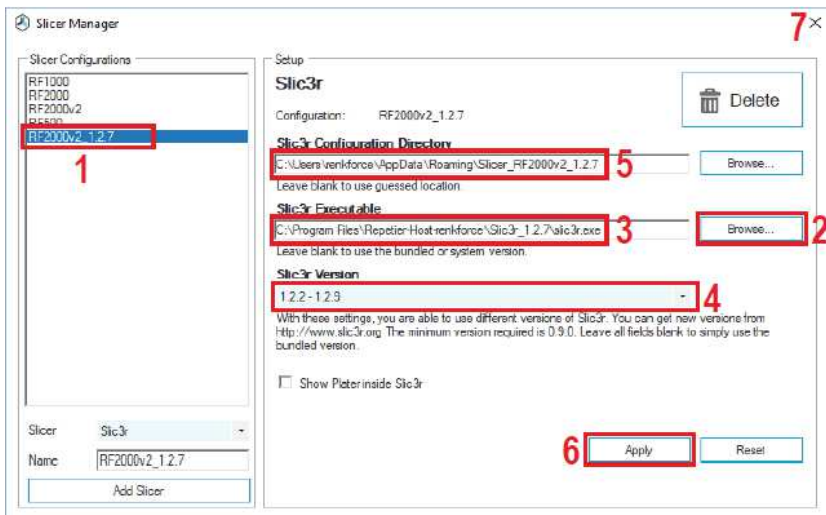 Slicer Manager
7
Slicer Configurations
RF1000
RF2000
RF2000v2
RF500
RF2000v2_1.2.7
1
Slicer
Slic3r
Name
RF2000v2_1.2.7
Add Slicer
Setup
Slic3r
Delete
Configuration: RF2000v2_1.2.7
Slic3r Configuration Directory
C:\Users\renkforce\AppData\Roaming\Slicer_RF2000v2_1.2.7
5
Browse...
Leave blank to use guessed location.
Slic3r Executable
C:\Program Files\Repetier-Host-renkforce\Slic3r_1.2.7\slic3r.exe
3
Browse...
2
Leave blank to use the bundled or system version.
Slic3r Version
1.2.2 - 1.2.9
4
With these settings, you are able to use different versions of Slic3r. You can get new versions from
http://www.slic3r.org The minimum version required is 0.9.0. Leave all fields blank to simply use the
bundled version.
Show Plater inside Slic3r
6
Apply
Reset